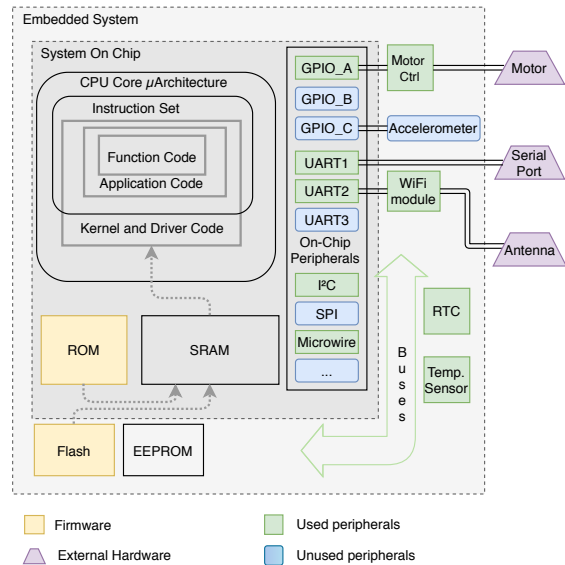 Embedded System
System On Chip
CPU Core µArchitecture
Instruction Set
Function Code
Application Code
Kernel and Driver Code
ROM
SRAM
Flash
EEPROM
GPIO_A
GPIO_B
GPIO_C
UART1
UART2
UART3
On-Chip
Peripherals
I²C
SPI
Microwire
...
Motor
Ctrl
Motor
Accelerometer
Serial
Port
WiFi
module
Antenna
Buses
RTC
Temp.
Sensor
Firmware
Used peripherals
External Hardware
Unused peripherals